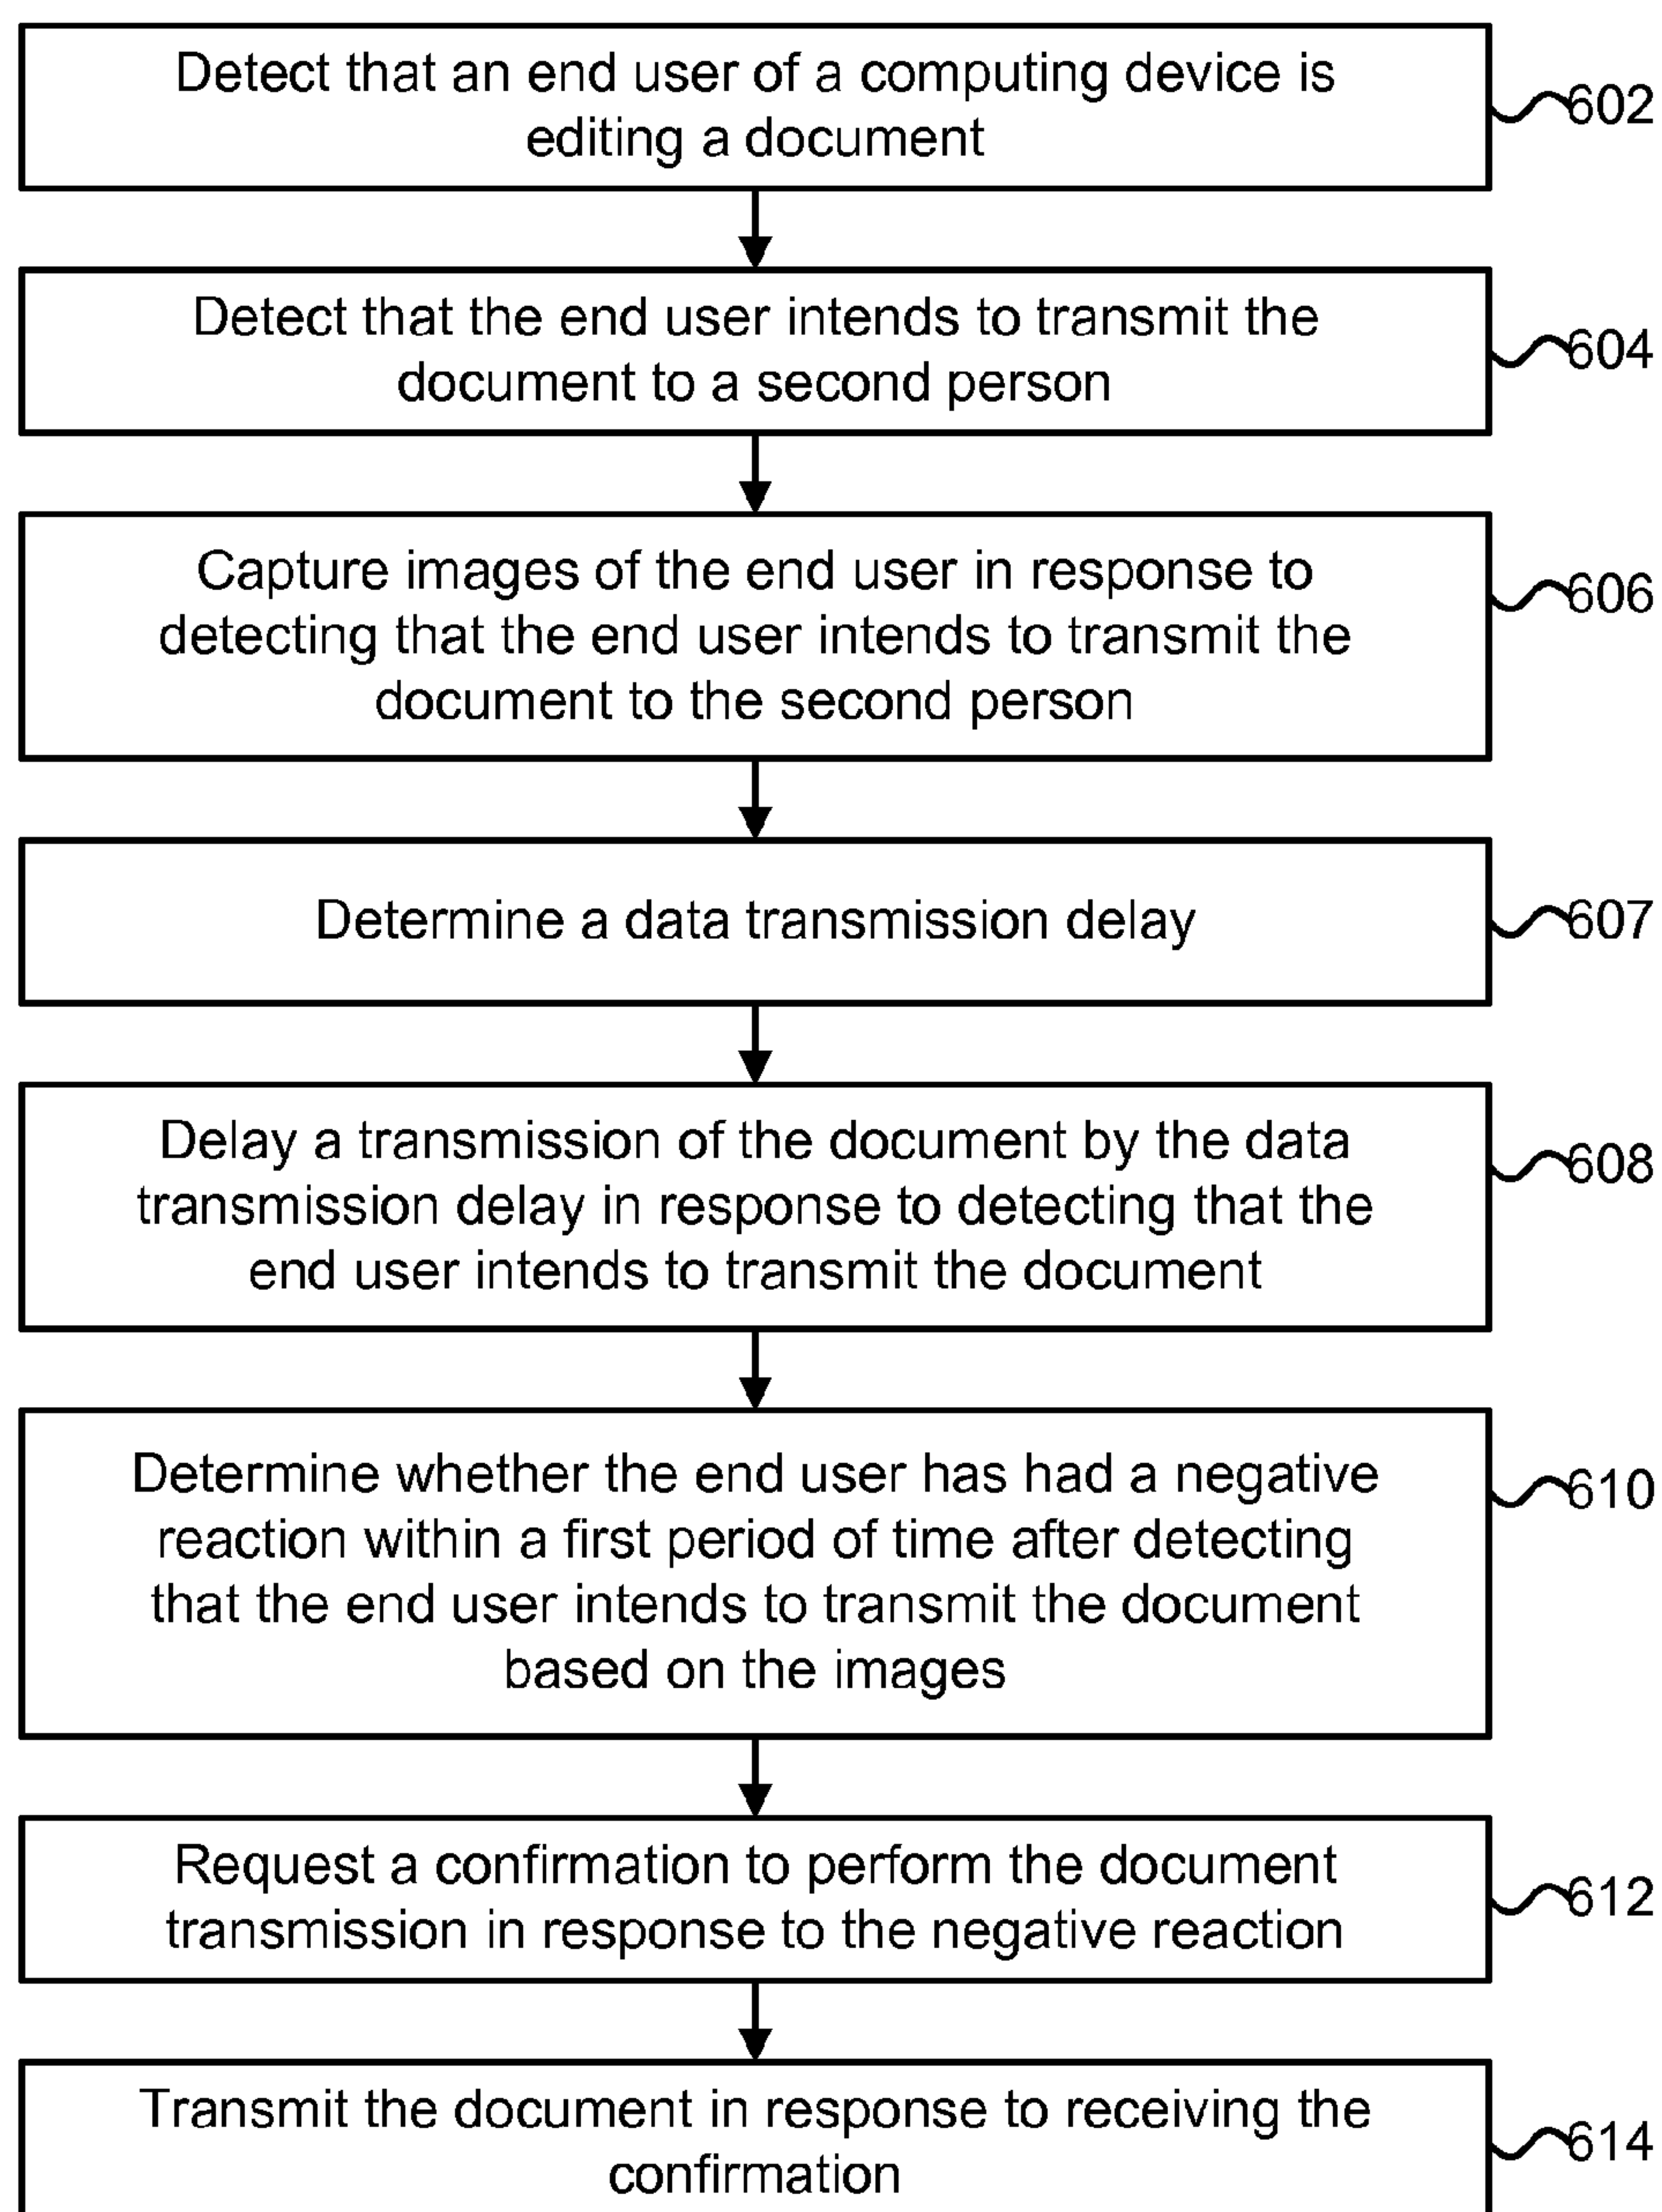 Detect that an end user of a computing device is
editing a document
602
Detect that the end user intends to transmit the
document to a second person
604
Capture images of the end user in response to
detecting that the end user intends to transmit the
document to the second person
606
Determine a data transmission delay
607
Delay a transmission of the document by the data
transmission delay in response to detecting that the
end user intends to transmit the document
608
Determine whether the end user has had a negative
reaction within a first period of time after detecting
that the end user intends to transmit the document
based on the images
610
Request a confirmation to perform the document
transmission in response to the negative reaction
612
Transmit the document in response to receiving the
confirmation
614